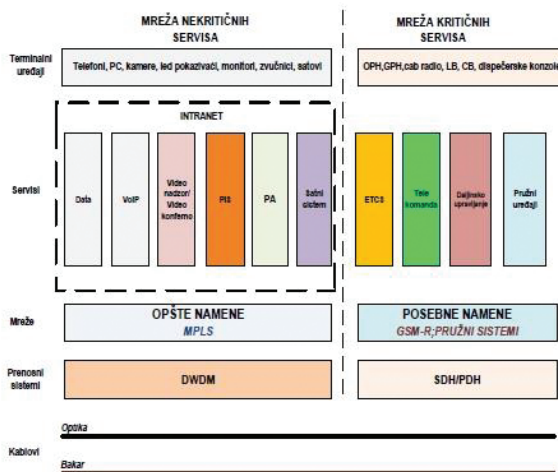 MREŽA NEKRITIČNIH
SERVISA
MREŽA KRITIČNIH
SERVISA
Terminalni
uređaji
Telefoni, PC, kamere, led pokazivači, monitori, zvučnici, satovi
OPH,GPH,cab radio, LB, CB, dispečerske konzole
INTRANET
Servisi
Data
VoIP
Video
nadzor/
Video
konferno
PIS
PA
Satni
sistem
ETCS
Tele
komanda
Daljinsko
upravljanje
Pružni
uređaji
Mreže
OPŠTE NAMENE
MPLS
POSEBNE NAMENE
GSM-R;PRUŽNI SISTEMI
Prenosni
sistemi
DWDM
SDH/PDH
Optika
Kablovi
Bakar